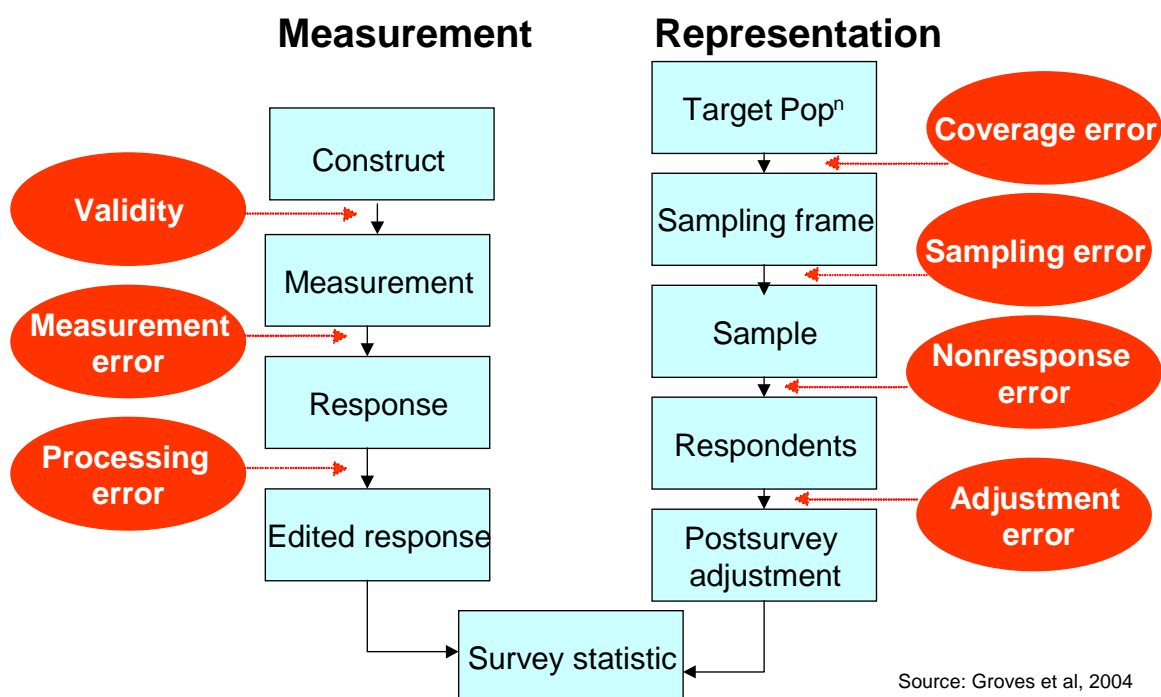 Measurement
Representation
Construct
Validity
Measurement
Measurement
error
Response
Processing
error
Edited response
Target Popⁿ
Coverage error
Sampling frame
Sampling error
Sample
Nonresponse
error
Respondents
Adjustment
error
Postsurvey
adjustment
Survey statistic
Source: Groves et al, 2004